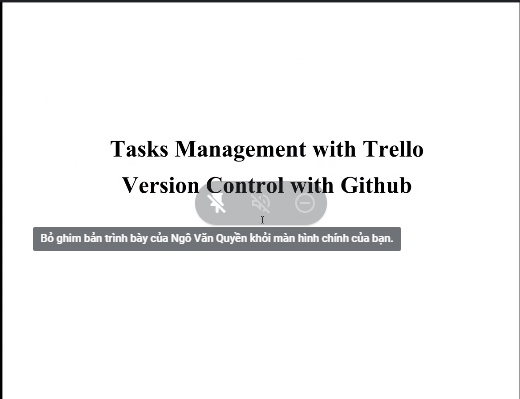 Tasks Management with Trello
Version Control with Github
Bỏ ghim bản trình bày của Ngô Văn Quyền khỏi màn hình chính của bạn.